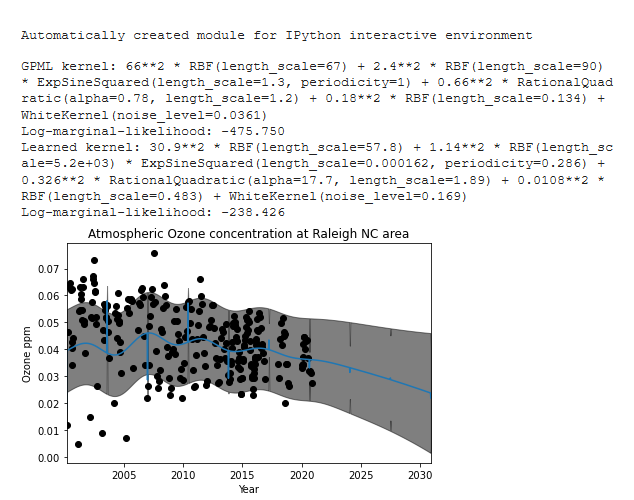 Automatically created module for IPython interactive environment
GPML kernel: 66**2 * RBF(length_scale=67) + 2.4**2 * RBF(length_scale=90)
* ExpSineSquared(length_scale=1.3, periodicity=1) + 0.66**2 * RationalQuad
ratic(alpha=0.78, length_scale=1.2) + 0.18**2 * RBF(length_scale=0.134) +
WhiteKernel(noise_level=0.0361)
Log-marginal-likelihood: -475.750
Learned kernel: 30.9**2 * RBF(length_scale=57.8) + 1.14**2 * RBF(length_sc
ale=5.2e+03) * ExpSineSquared(length_scale=0.000162, periodicity=0.286) +
0.326**2 * RationalQuadratic(alpha=17.7, length_scale=1.89) + 0.0108**2 *
RBF(length_scale=0.483) + WhiteKernel(noise_level=0.169)
Log-marginal-likelihood: -238.426
Atmospheric Ozone concentration at Raleigh NC area
Ozone ppm
0.07
0.06
0.05
0.04
0.03
0.02
0.01
0.00
2005 2010 2015 2020 2025 2030
Year